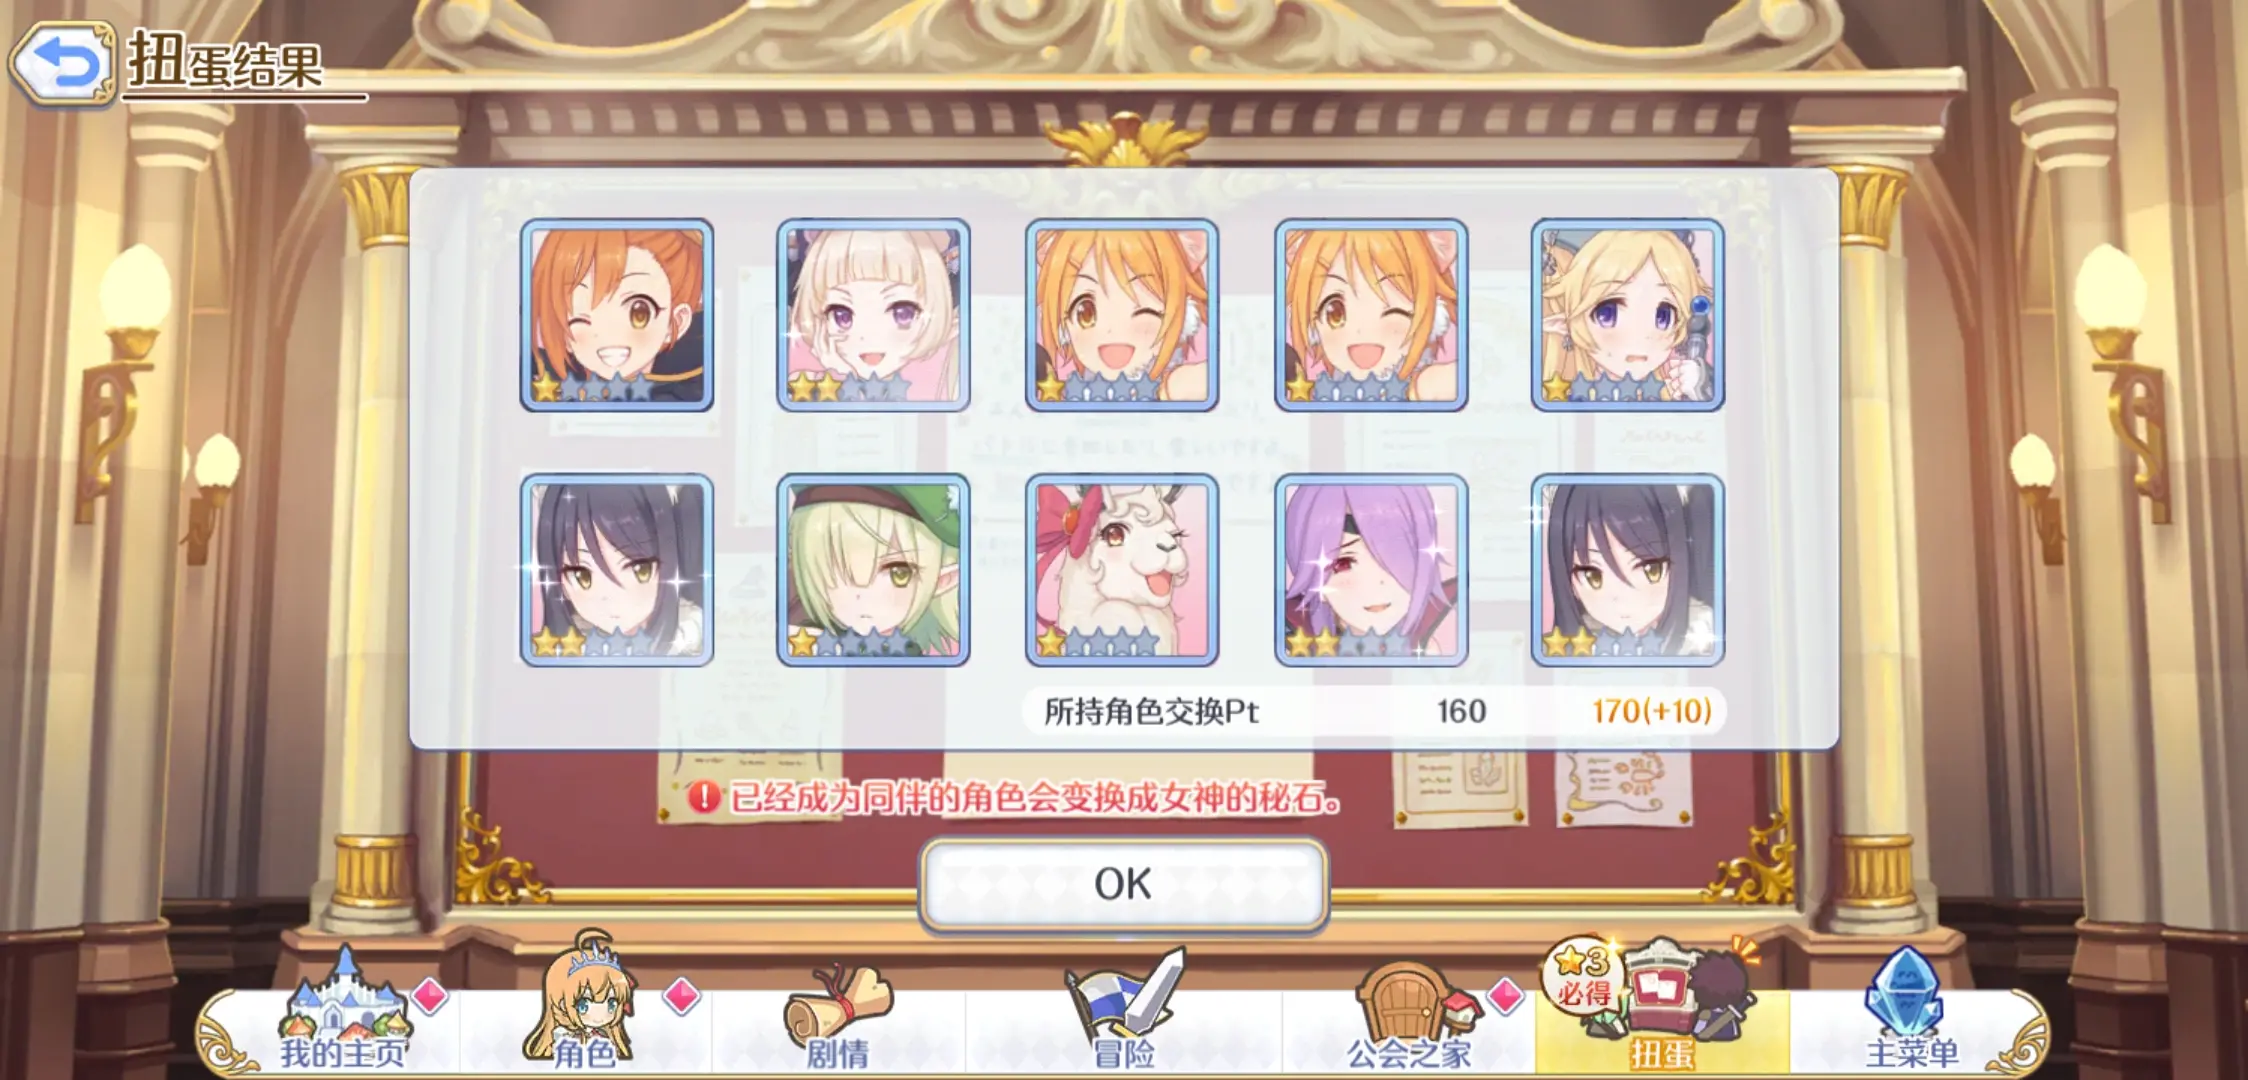 扭蛋结果
所持角色交换Pt 160 170(+10)
已经成为同伴的角色会变换成女神的秘石。
OK
3
必得
我的主页
角色
剧情
冒险
公会之家
扭蛋
主菜单